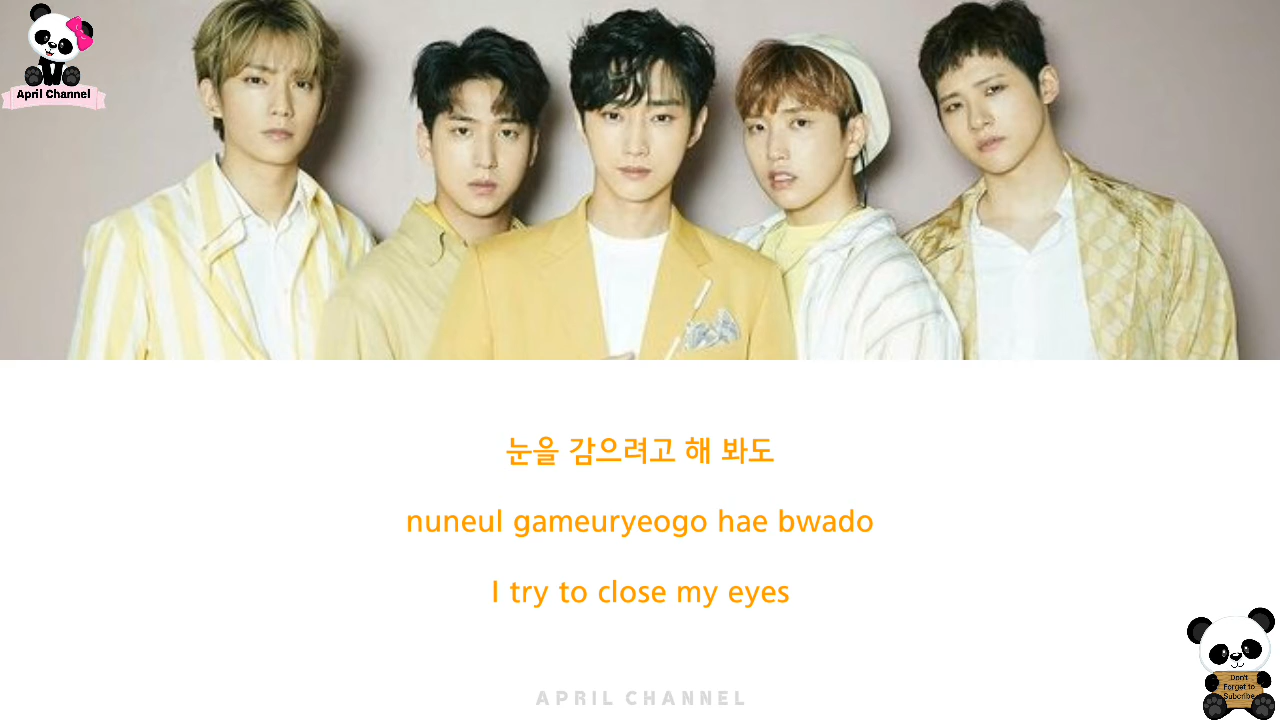 April Channel
눈을 감으려고 해 봐도
nuneul gameuryeogo hae bwado
I try to close my eyes
Don't
Forget to
Subcribe
APRIL CHANNEL